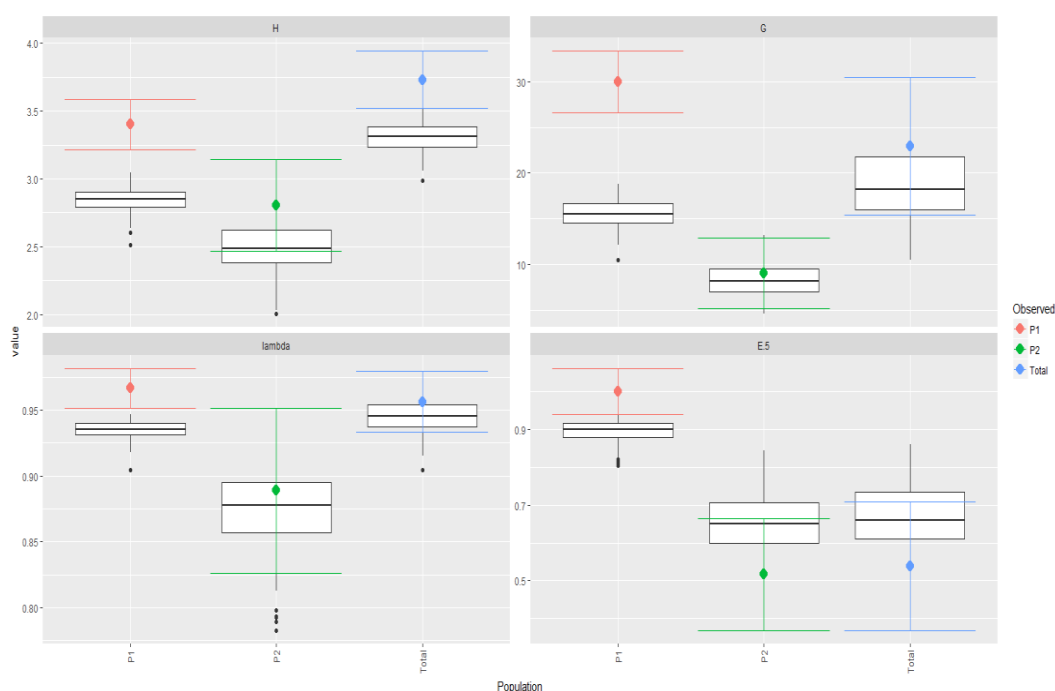 H
G
4.0
3.5
3.0
2.5
2.0
30
20
10
value
lambda
E.5
0.95
0.90
0.85
0.80
0.9
0.7
0.5
P1
P2
Total
P1
P2
Total
Population
Observed
P1
P2
Total